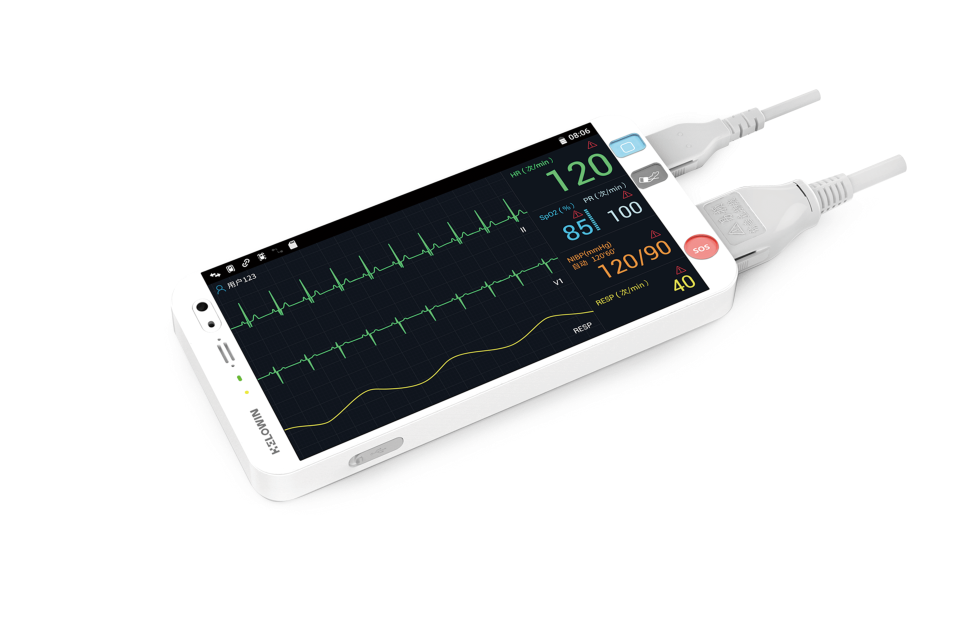 08:06
用户123
HR (次/min)
120
II
SpO2 (%)
85
PR (次/min)
100
V1
NIBP(mmHg)
自动 120'60'
120/90
RESP
RESP (次/min)
40
SOS
KELOWIN